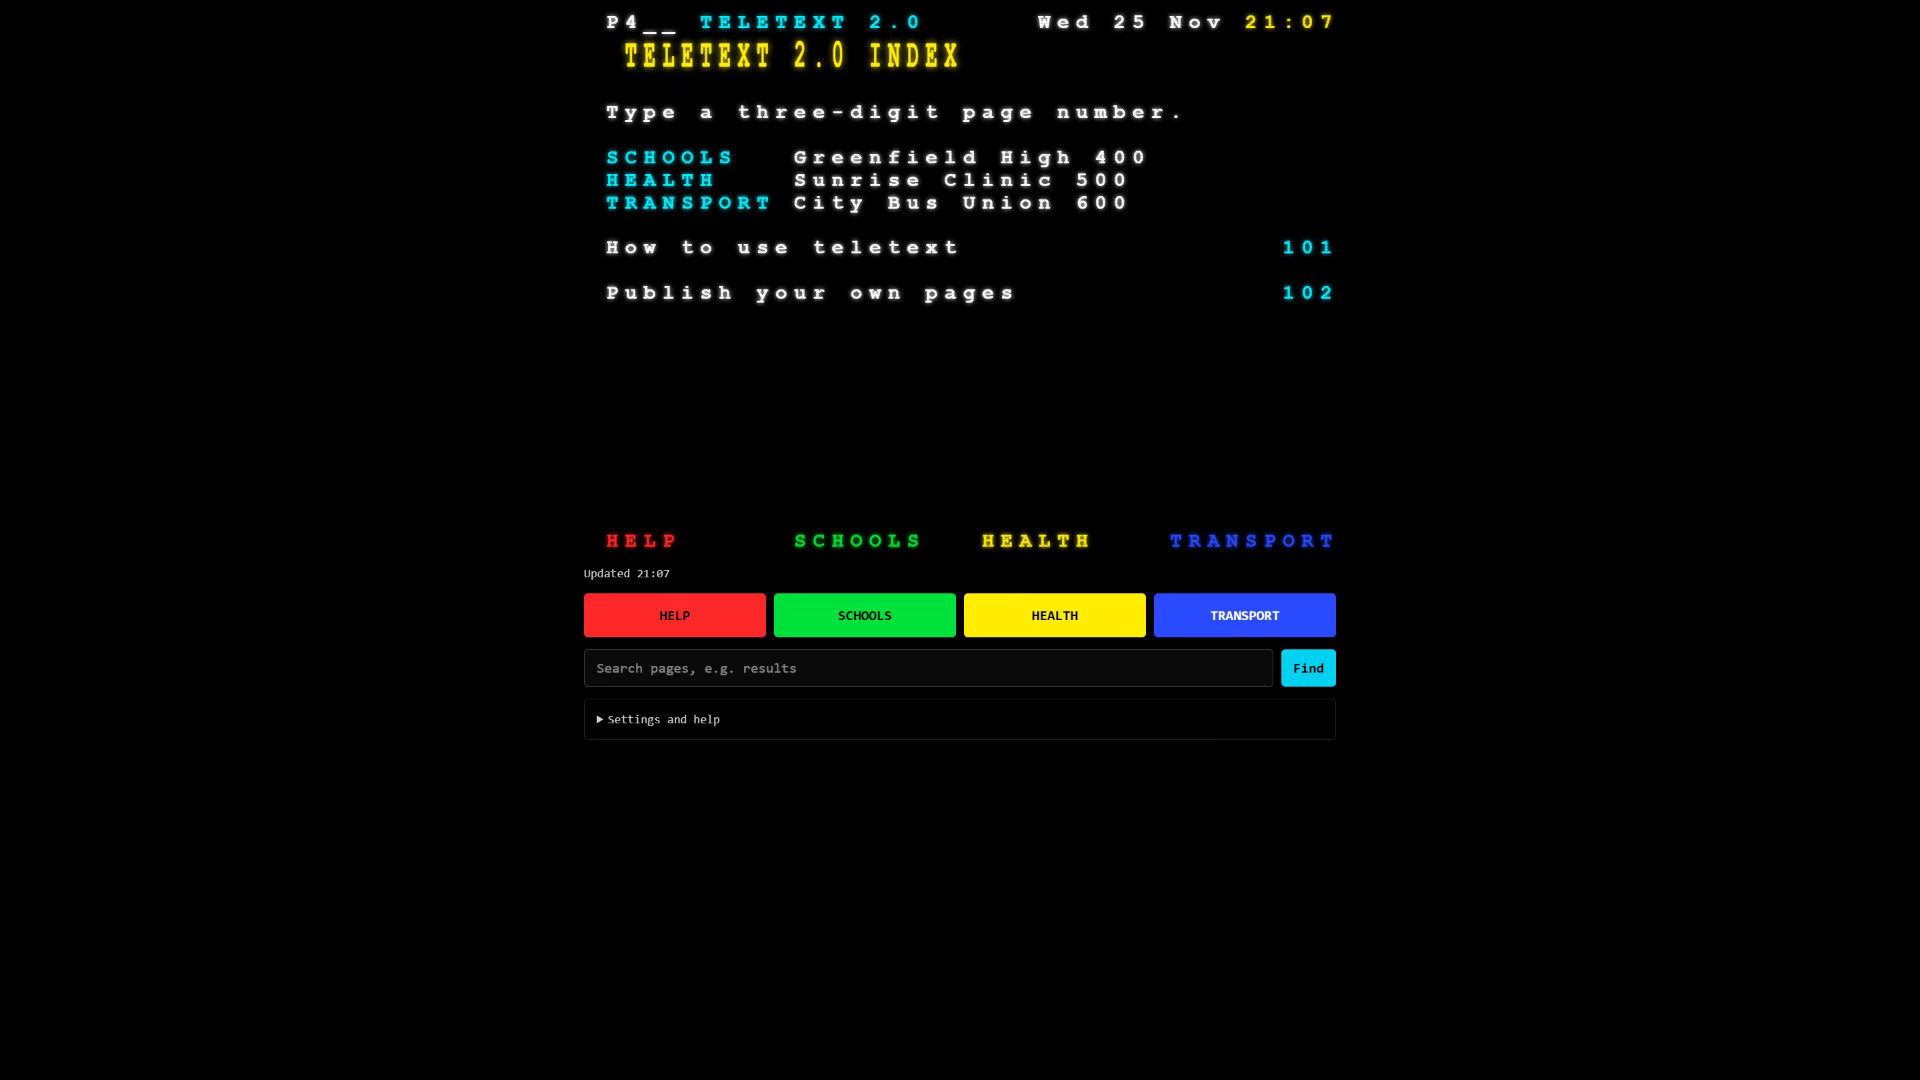 P4__ TELETEXT 2.0 Wed 25 Nov 21:07
TELETEXT 2.0 INDEX
Type a three-digit page number.
SCHOOLS Greenfield High 400
HEALTH Sunrise Clinic 500
TRANSPORT City Bus Union 600
How to use teletext 101
Publish your own pages 102
HELP SCHOOLS HEALTH TRANSPORT
Updated 21:07
HELP SCHOOLS HEALTH TRANSPORT
Search pages, e.g. results Find
Settings and help